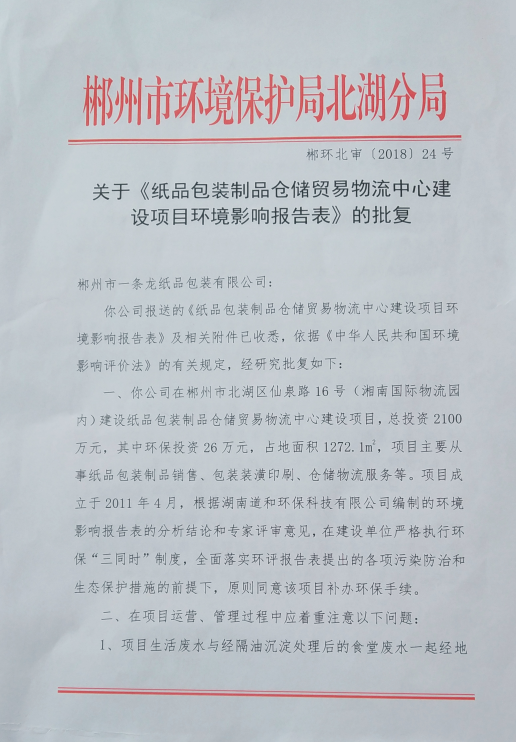 郴州市环境保护局北湖分局
郴环北审〔2018〕24号
关于《纸品包装制品仓储贸易物流中心建
设项目环境影响报告表》的批复
郴州市一条龙纸品包装有限公司：
你公司报送的《纸品包装制品仓储贸易物流中心建设项目环
境影响报告表》及相关附件已收悉，依据《中华人民共和国环境
影响评价法》的有关规定，经研究批复如下：
一、你公司在郴州市北湖区仙泉路16号（湘南国际物流园
内）建设纸品包装制品仓储贸易物流中心建设项目，总投资2100
万元，其中环保投资26万元，占地面积1272.1㎡，项目主要从
事纸品包装制品销售、包装装潢印刷、仓储物流服务等。项目成
立于2011年4月，根据湖南道和环保科技有限公司编制的环境
影响报告表的分析结论和专家评审意见，在建设单位严格执行环
保“三同时”制度，全面落实环评报告表提出的各项污染防治和
生态保护措施的前提下，原则同意该项目补办环保手续。
二、在项目运营、管理过程中应着重注意以下问题：
1、项目生活废水与经隔油沉淀处理后的食堂废水一起经地